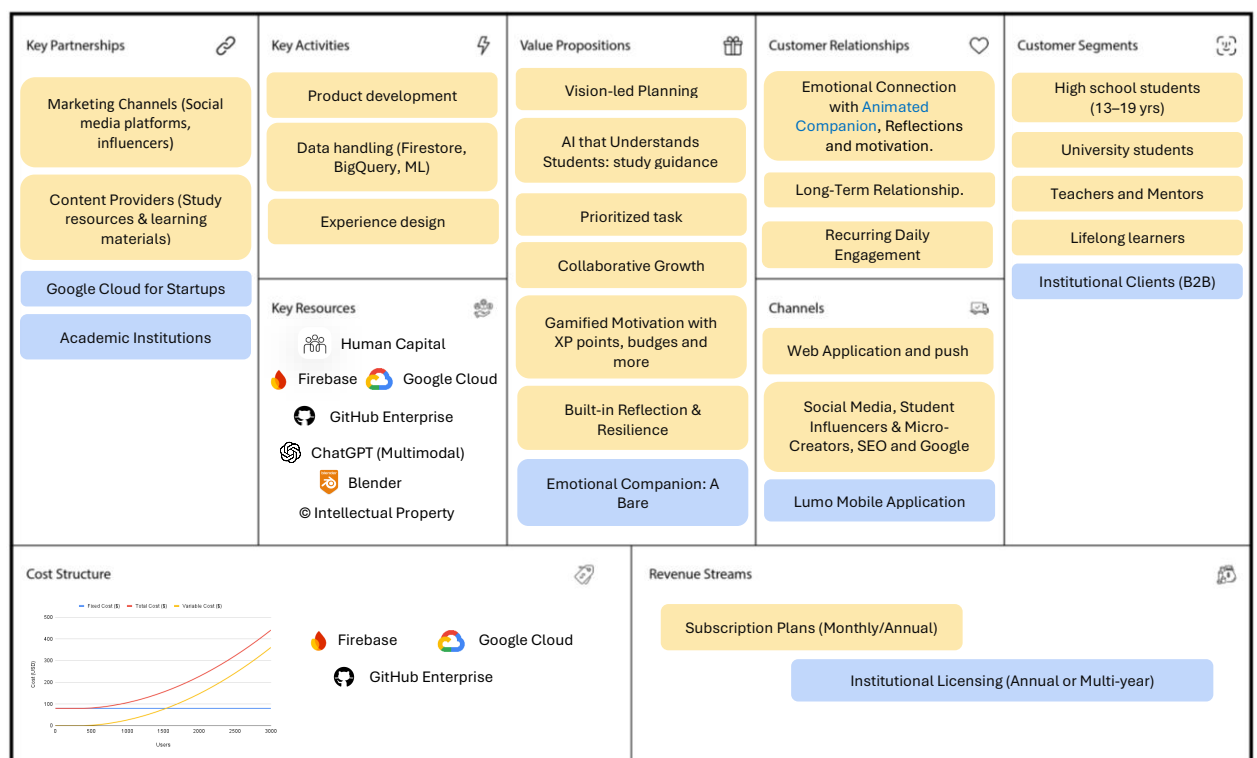 Key Partnerships
Marketing Channels (Social
media platforms,
influencers)
Content Providers (Study
resources & learning
materials)
Google Cloud for Startups
Academic Institutions
Key Activities
Product development
Data handling (Firestore,
BigQuery, ML)
Experience design
Key Resources
Human Capital
Firebase
Google Cloud
GitHub Enterprise
ChatGPT (Multimodal)
Blender
© Intellectual Property
Value Propositions
Vision-led Planning
AI that Understands
Students: study guidance
Prioritized task
Collaborative Growth
Gamified Motivation with
XP points, budges and
more
Built-in Reflection &
Resilience
Emotional Companion: A
Bare
Customer Relationships
Emotional Connection
with Animated
Companion, Reflections
and motivation.
Long-Term Relationship.
Recurring Daily
Engagement
Channels
Web Application and push
Social Media, Student
Influencers & Micro-
Creators, SEO and Google
Lumo Mobile Application
Customer Segments
High school students
(13–19 yrs)
University students
Teachers and Mentors
Lifelong learners
Institutional Clients (B2B)
Cost Structure
Fixed Cost ($) Total Cost ($) Variable Cost ($)
Cost (USD)
500
400
300
200
100
0
0 500 1000 1500 2000 2500 3000
Users
Firebase
Google Cloud
GitHub Enterprise
Revenue Streams
Subscription Plans (Monthly/Annual)
Institutional Licensing (Annual or Multi-year)